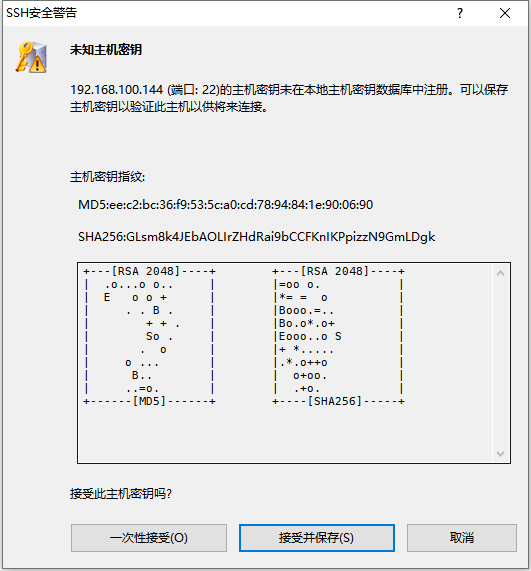 SSH安全警告
未知主机密钥
192.168.100.144 (端口: 22)的主机密钥未在本地主机密钥数据库中注册。可以保存
主机密钥以验证此主机以供将来连接。
主机密钥指纹:
MD5:ee:c2:bc:36:f9:53:5c:a0:cd:78:94:84:1e:90:06:90
SHA256:GLsm8k4JEbAOLIrZHdRai9bCCFKnIKPpizzN9GmLDgk
+---[RSA 2048]----+        +---[RSA 2048]----+
|  .o...o o..     |        |=oo o.           |
|  E   o o +      |        |*= =  o          |
|     . . B .     |        |Booo.=..         |
|        + + .    |        |Bo.o*.o+         |
|        So .     |        |Eooo..o S        |
|       .  o      |        |+ *.....         |
|     o ...       |        |.*.o++o          |
|      B..        |        |  o+oo.          |
|     ..=o.       |        |  .+o.           |
+------[MD5]------+        +----[SHA256]-----+
接受此主机密钥吗?
一次性接受(O) 接受并保存(S) 取消